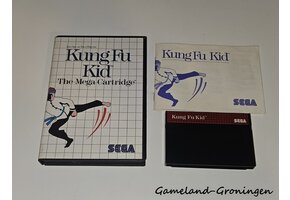 Kung Fu
Kid
The Mega Cartridge
SEGA
Kung Fu
Kid
SEGA
Kung Fu Kid
SEGA
Gameland-Groningen